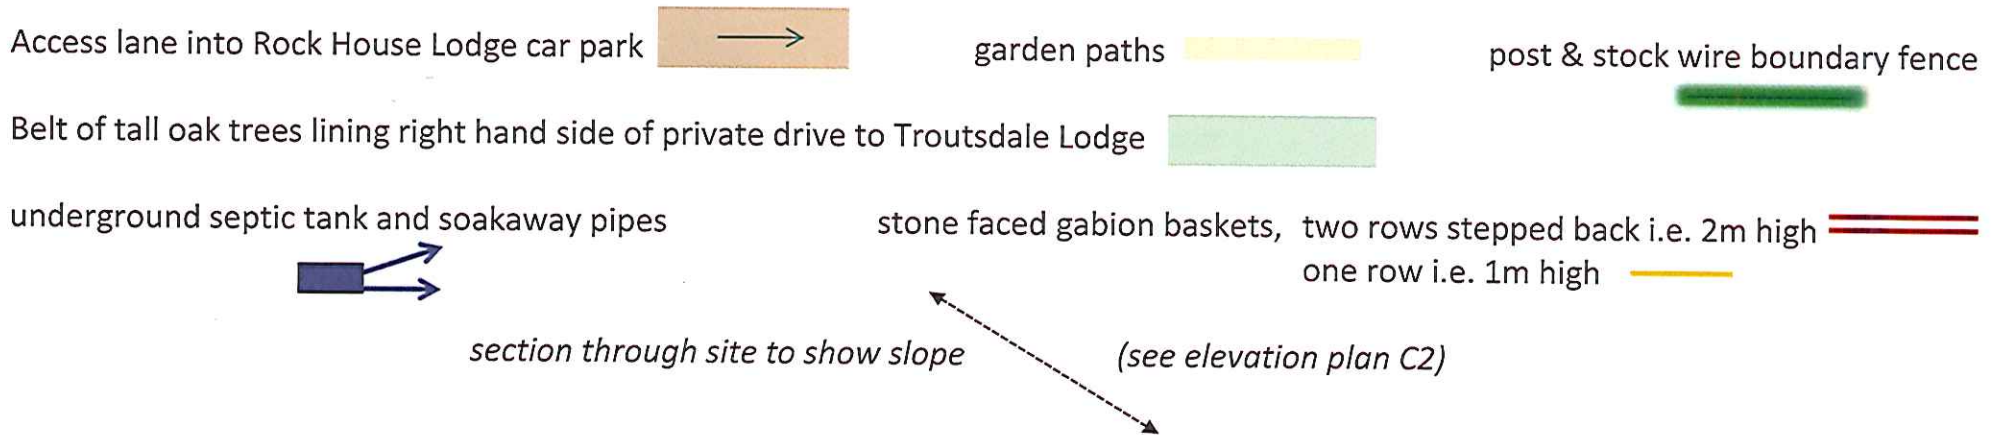 Access lane into Rock House Lodge car park
garden paths
post & stock wire boundary fence
Belt of tall oak trees lining right hand side of private drive to Troutsdale Lodge
underground septic tank and soakaway pipes
stone faced gabion baskets, two rows stepped back i.e. 2m high
one row i.e. 1m high
section through site to show slope
(see elevation plan C2)